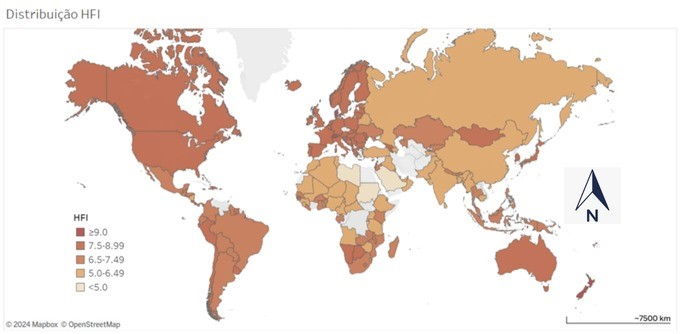 Distribuição HFI
HFI
≥9.0
7.5-8.99
6.5-7.49
5.0-6.49
<5.0
N
~7500 km
© 2024 Mapbox © OpenStreetMap